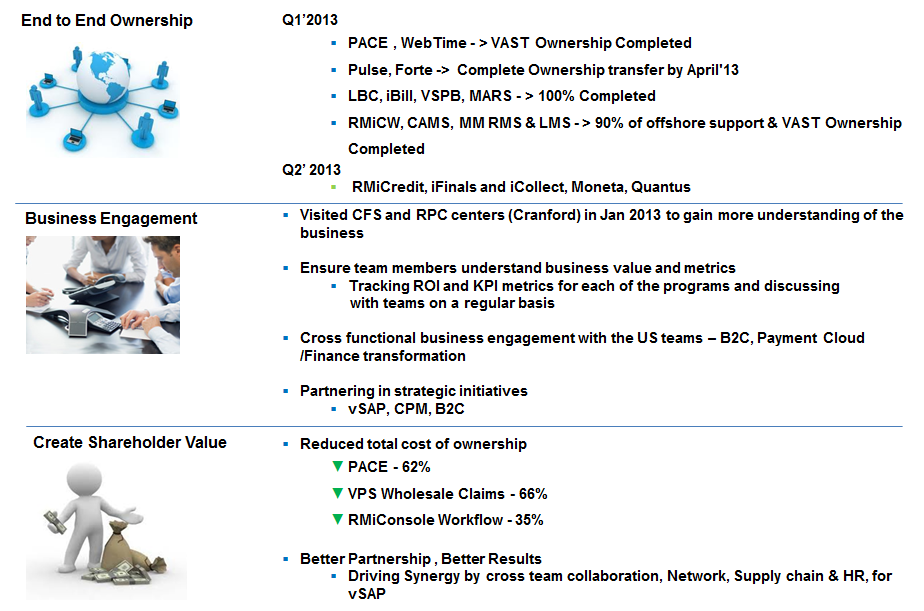 End to End Ownership
Q1’2013
PACE , WebTime - > VAST Ownership Completed
Pulse, Forte -> Complete Ownership transfer by April'13
LBC, iBill, VSPB, MARS - > 100% Completed
RMiCW, CAMS, MM RMS & LMS - > 90% of offshore support & VAST Ownership
Completed
Q2’ 2013
RMiCredit, iFinals and iCollect, Moneta, Quantus
Business Engagement
Visited CFS and RPC centers (Cranford) in Jan 2013 to gain more understanding of the
business
Ensure team members understand business value and metrics
Tracking ROI and KPI metrics for each of the programs and discussing
with teams on a regular basis
Cross functional business engagement with the US teams – B2C, Payment Cloud
/Finance transformation
Partnering in strategic initiatives
vSAP, CPM, B2C
Create Shareholder Value
Reduced total cost of ownership
PACE - 62%
VPS Wholesale Claims - 66%
RMiConsole Workflow - 35%
Better Partnership , Better Results
Driving Synergy by cross team collaboration, Network, Supply chain & HR, for
vSAP